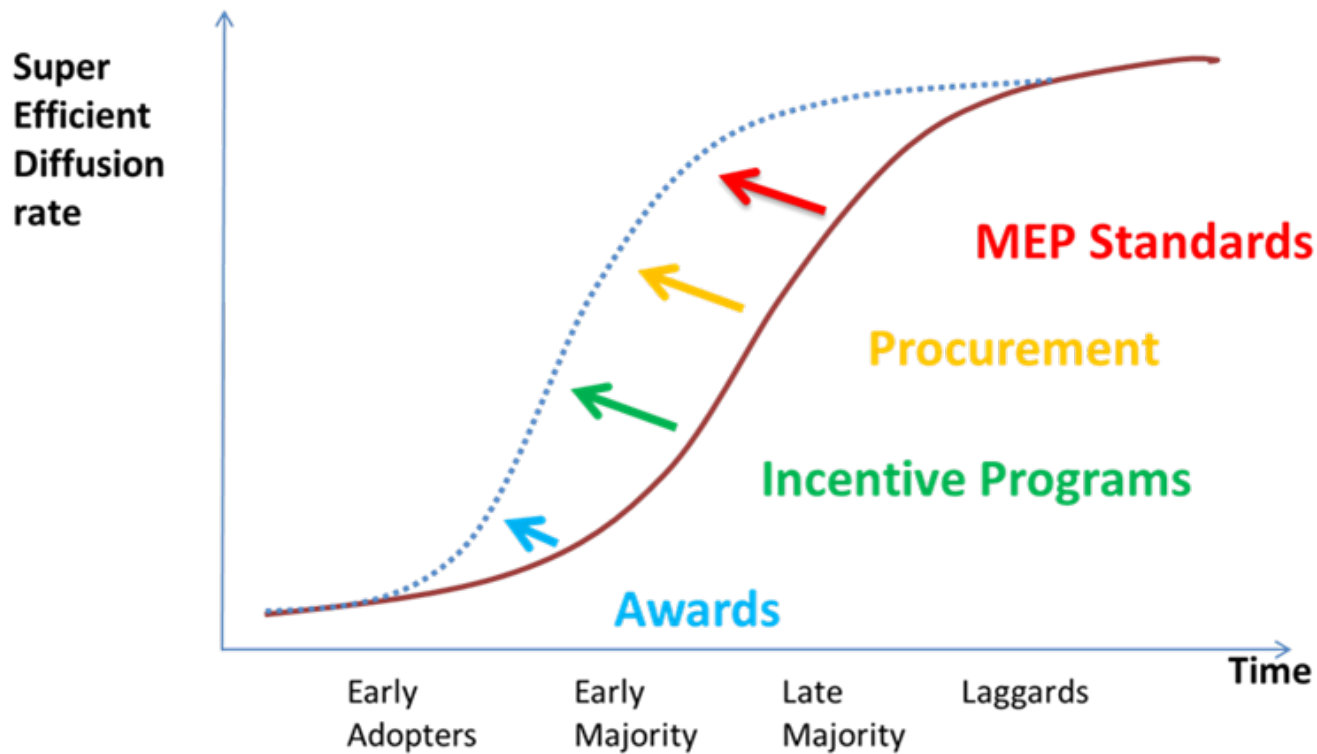 Super
Efficient
Diffusion
rate
MEP Standards
Procurement
Incentive Programs
Awards
Time
Early
Adopters
Early
Majority
Late
Majority
Laggards